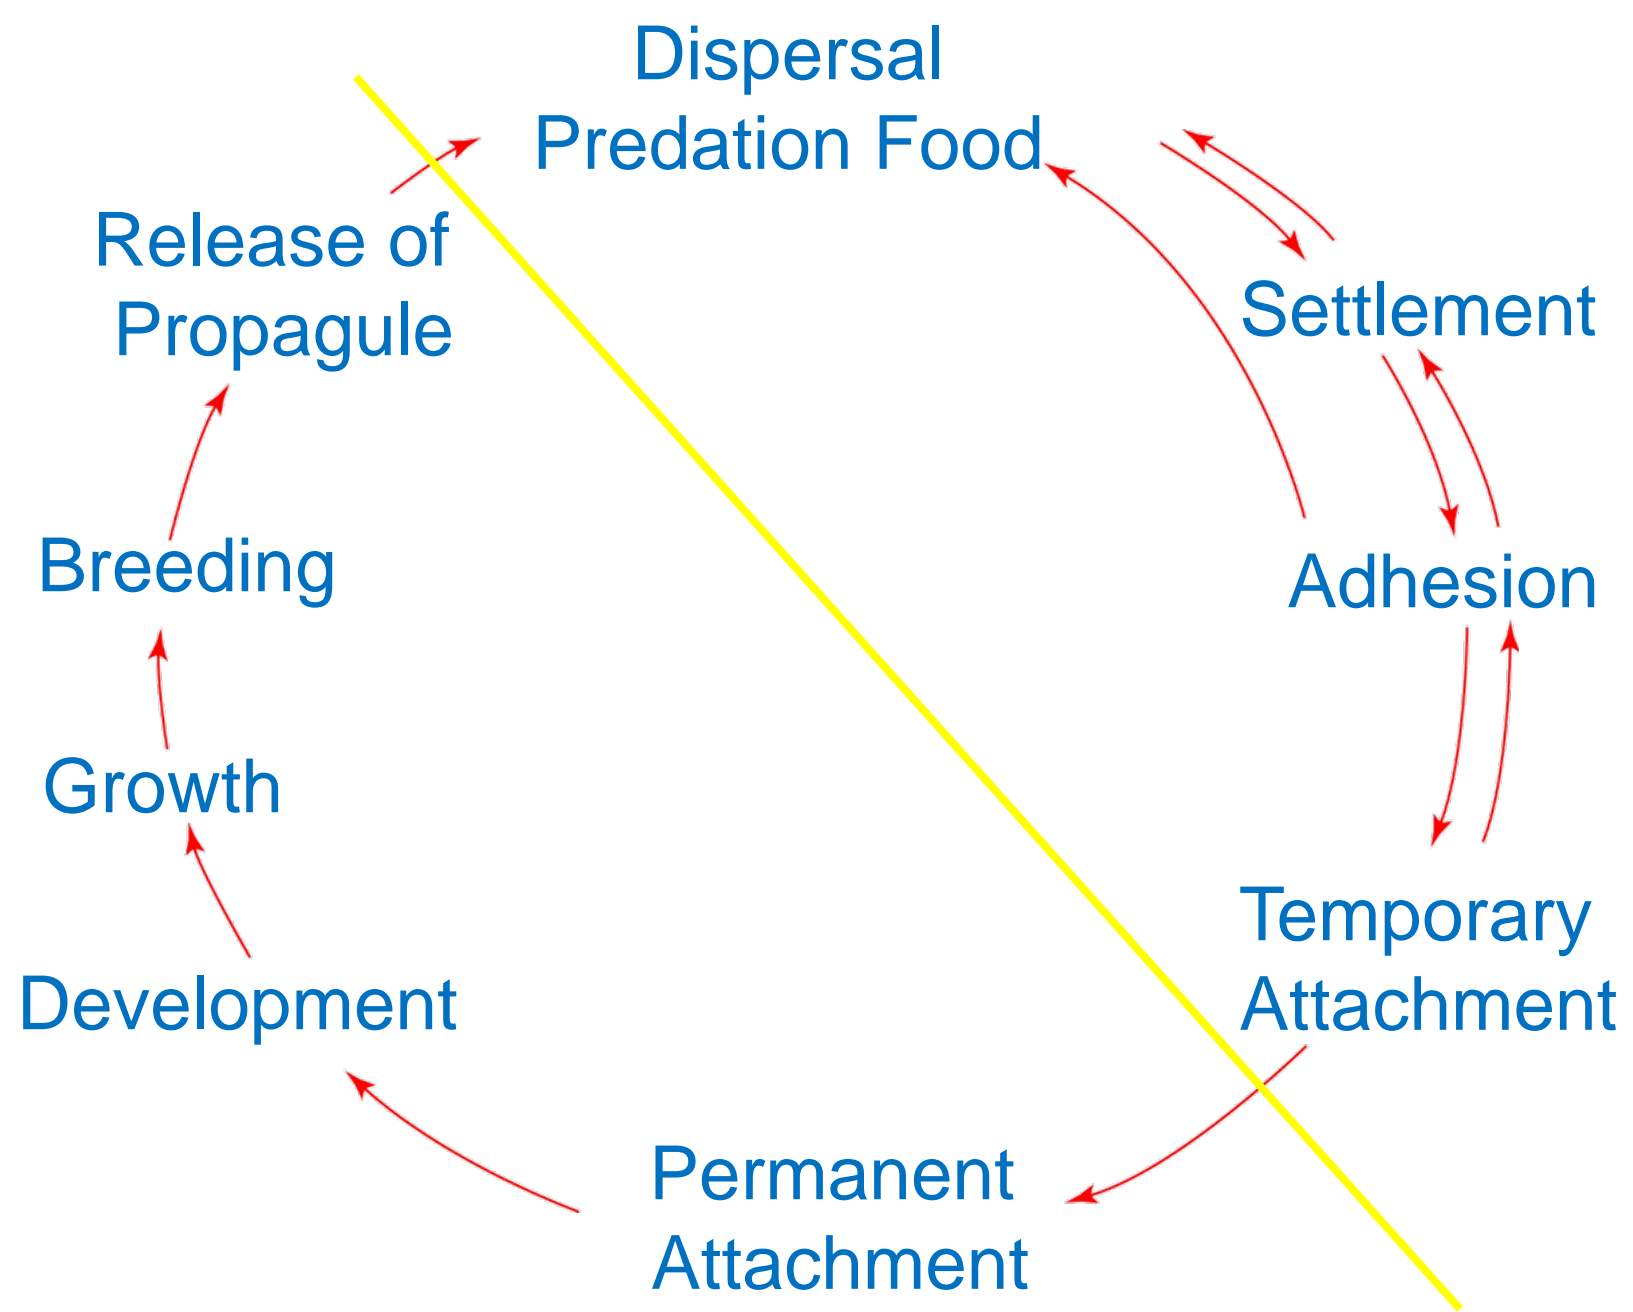 Dispersal
Predation Food
Settlement
Adhesion
Temporary
Attachment
Permanent
Attachment
Development
Growth
Breeding
Release of
Propagule